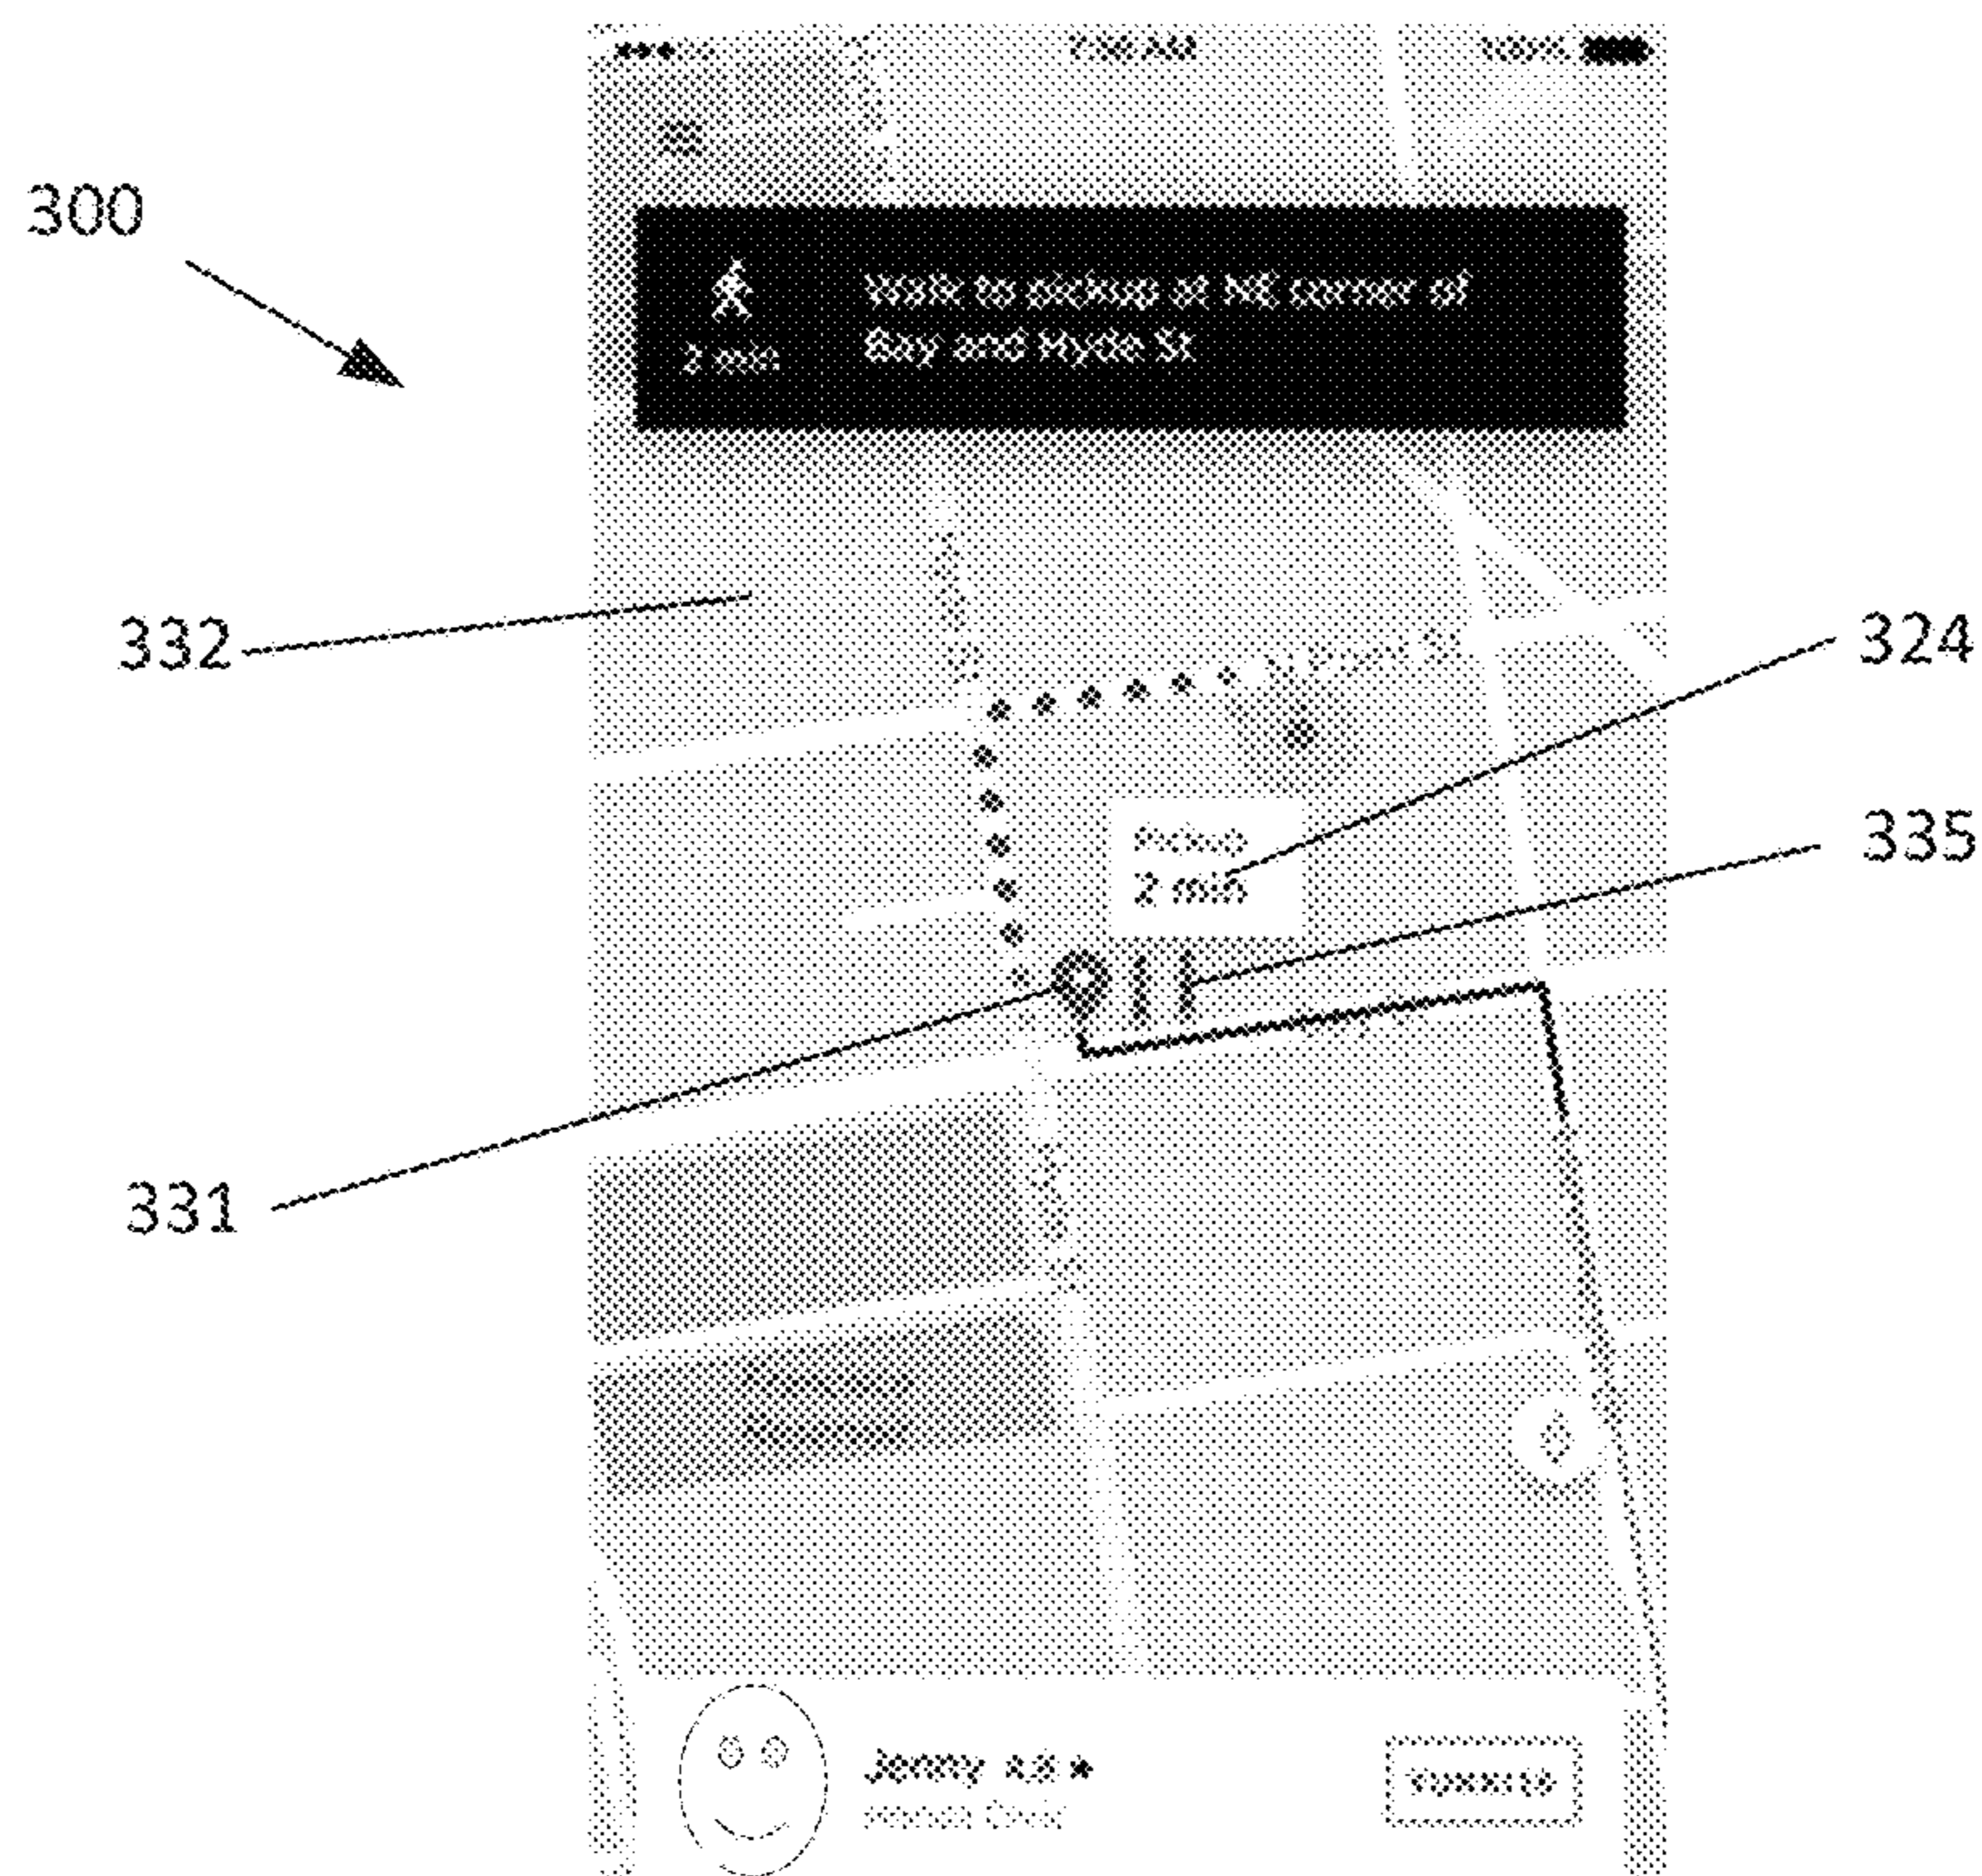 300
Walk to pickup at NE corner of
2 min
Bay and Hyde St
332
324
Pickup
335
2 min
331
Jenny